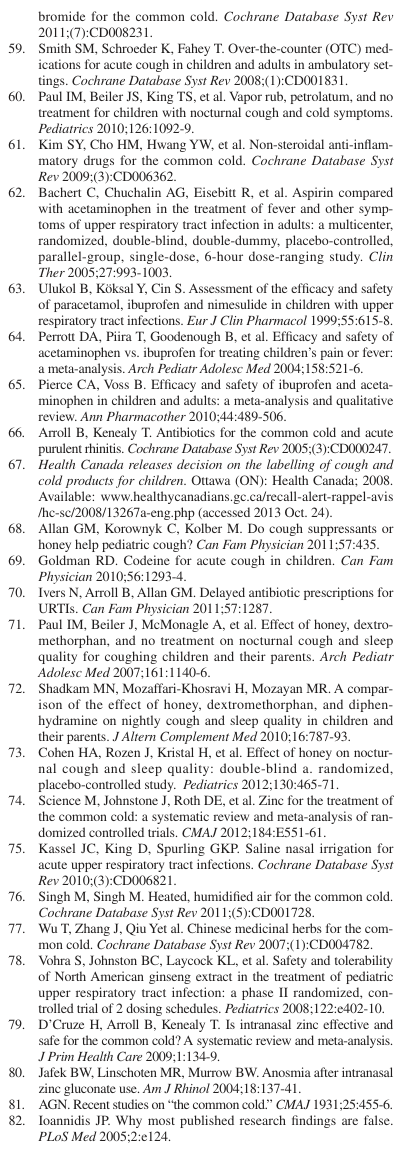 bromide for the common cold. Cochrane Database Syst Rev
2011;(7):CD008231.
59. Smith SM, Schroeder K, Fahey T. Over-the-counter (OTC) med-
ications for acute cough in children and adults in ambulatory set-
tings. Cochrane Database Syst Rev 2008;(1):CD001831.
60. Paul IM, Beiler JS, King TS, et al. Vapor rub, petrolatum, and no
treatment for children with nocturnal cough and cold symptoms.
Pediatrics 2010;126:1092-9.
61. Kim SY, Cho HM, Hwang YW, et al. Non-steroidal anti-inflam-
matory drugs for the common cold. Cochrane Database Syst
Rev 2009;(3):CD006362.
62. Bachert C, Chuchalin AG, Eisebitt R, et al. Aspirin compared
with acetaminophen in the treatment of fever and other symp-
toms of upper respiratory tract infection in adults: a multicenter,
randomized, double-blind, double-dummy, placebo-controlled,
parallel-group, single-dose, 6-hour dose-ranging study. Clin
Ther 2005;27:993-1003.
63. Ulukol B, Köksal Y, Cin S. Assessment of the efficacy and safety
of paracetamol, ibuprofen and nimesulide in children with upper
respiratory tract infections. Eur J Clin Pharmacol 1999;55:615-8.
64. Perrott DA, Piira T, Goodenough B, et al. Efficacy and safety of
acetaminophen vs. ibuprofen for treating children's pain or fever:
a meta-analysis. Arch Pediatr Adolesc Med 2004;158:521-6.
65. Pierce CA, Voss B. Efficacy and safety of ibuprofen and aceta-
minophen in children and adults: a meta-analysis and qualitative
review. Ann Pharmacother 2010;44:489-506.
66. Arroll B, Kenealy T. Antibiotics for the common cold and acute
purulent rhinitis. Cochrane Database Syst Rev 2005;(3):CD000247.
67. Health Canada releases decision on the labelling of cough and
cold products for children. Ottawa (ON): Health Canada; 2008.
Available: www.healthycanadians.gc.ca/recall-alert-rappel-avis
/hc-sc/2008/13267a-eng.php (accessed 2013 Oct. 24).
68. Allan GM, Korownyk C, Kolber M. Do cough suppressants or
honey help pediatric cough? Can Fam Physician 2011;57:435.
69. Goldman RD. Codeine for acute cough in children. Can Fam
Physician 2010;56:1293-4.
70. Ivers N, Arroll B, Allan GM. Delayed antibiotic prescriptions for
URTIs. Can Fam Physician 2011;57:1287.
71. Paul IM, Beiler J, McMonagle A, et al. Effect of honey, dextro-
methorphan, and no treatment on nocturnal cough and sleep
quality for coughing children and their parents. Arch Pediatr
Adolesc Med 2007;161:1140-6.
72. Shadkam MN, Mozaffari-Khosravi H, Mozayan MR. A compar-
ison of the effect of honey, dextromethorphan, and diphen-
hydramine on nightly cough and sleep quality in children and
their parents. J Altern Complement Med 2010;16:787-93.
73. Cohen HA, Rozen J, Kristal H, et al. Effect of honey on noctur-
nal cough and sleep quality: double-blind a. randomized,
placebo-controlled study. Pediatrics 2012;130:465-71.
74. Science M, Johnstone J, Roth DE, et al. Zinc for the treatment of
the common cold: a systematic review and meta-analysis of ran-
domized controlled trials. CMAJ 2012;184:E551-61.
75. Kassel JC, King D, Spurling GKP. Saline nasal irrigation for
acute upper respiratory tract infections. Cochrane Database Syst
Rev 2010;(3):CD006821.
76. Singh M, Singh M. Heated, humidified air for the common cold.
Cochrane Database Syst Rev 2011;(5):CD001728.
77. Wu T, Zhang J, Qiu Yet al. Chinese medicinal herbs for the com-
mon cold. Cochrane Database Syst Rev 2007;(1):CD004782.
78. Vohra S, Johnston BC, Laycock KL, et al. Safety and tolerability
of North American ginseng extract in the treatment of pediatric
upper respiratory tract infection: a phase II randomized, con-
trolled trial of 2 dosing schedules. Pediatrics 2008;122:e402-10.
79. D'Cruze H, Arroll B, Kenealy T. Is intranasal zinc effective and
safe for the common cold? A systematic review and meta-analysis.
J Prim Health Care 2009;1:134-9.
80. Jafek BW, Linschoten MR, Murrow BW. Anosmia after intranasal
zinc gluconate use. Am J Rhinol 2004;18:137-41.
81. AGN. Recent studies on “the common cold.” CMAJ 1931;25:455-6.
82. Ioannidis JP. Why most published research findings are false.
PLoS Med 2005;2:e124.